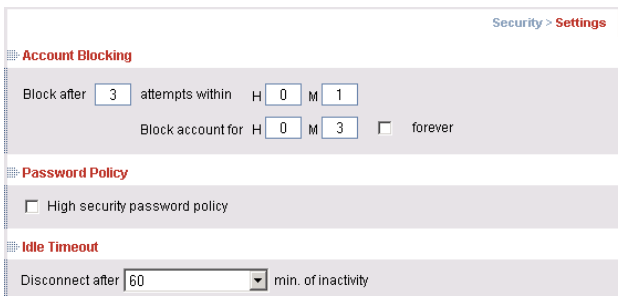 Security > Settings
Account Blocking
Block after 3 attempts within H 0 M 1
Block account for H 0 M 3 forever
Password Policy
High security password policy
Idle Timeout
Disconnect after 60 min. of inactivity